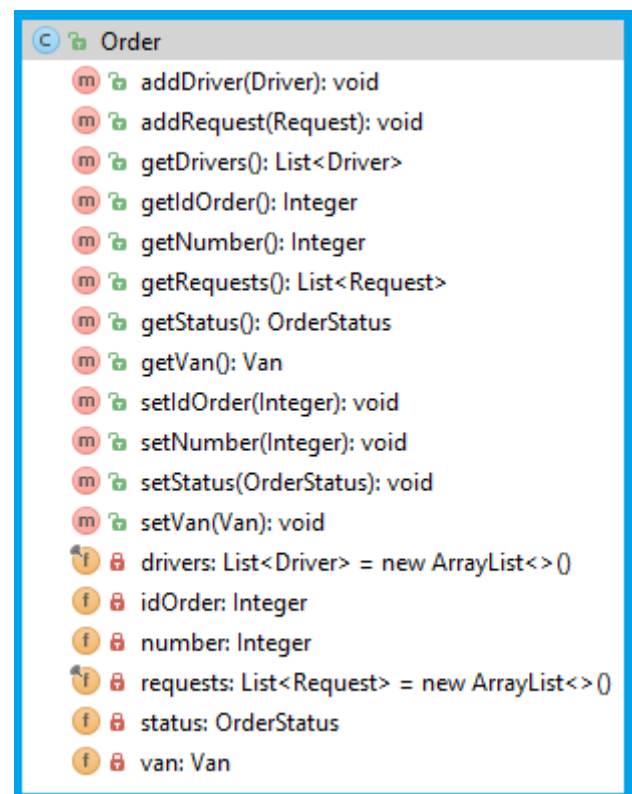 C Order
m addDriver(Driver): void
m addRequest(Request): void
m getDrivers(): List<Driver>
m getIdOrder(): Integer
m getNumber(): Integer
m getRequests(): List<Request>
m getStatus(): OrderStatus
m getVan(): Van
m setIdOrder(Integer): void
m setNumber(Integer): void
m setStatus(OrderStatus): void
m setVan(Van): void
f drivers: List<Driver> = new ArrayList<>()
f idOrder: Integer
f number: Integer
f requests: List<Request> = new ArrayList<>()
f status: OrderStatus
f van: Van